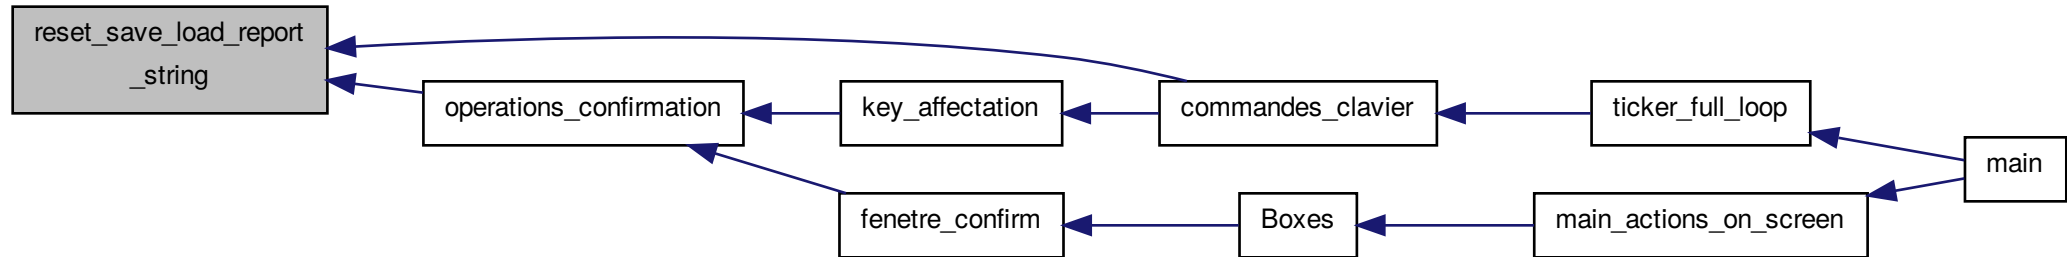 reset_save_load_report
_string
operations_confirmation
key_affectation
commandes_clavier
ticker_full_loop
main
fenetre_confirm
Boxes
main_actions_on_screen